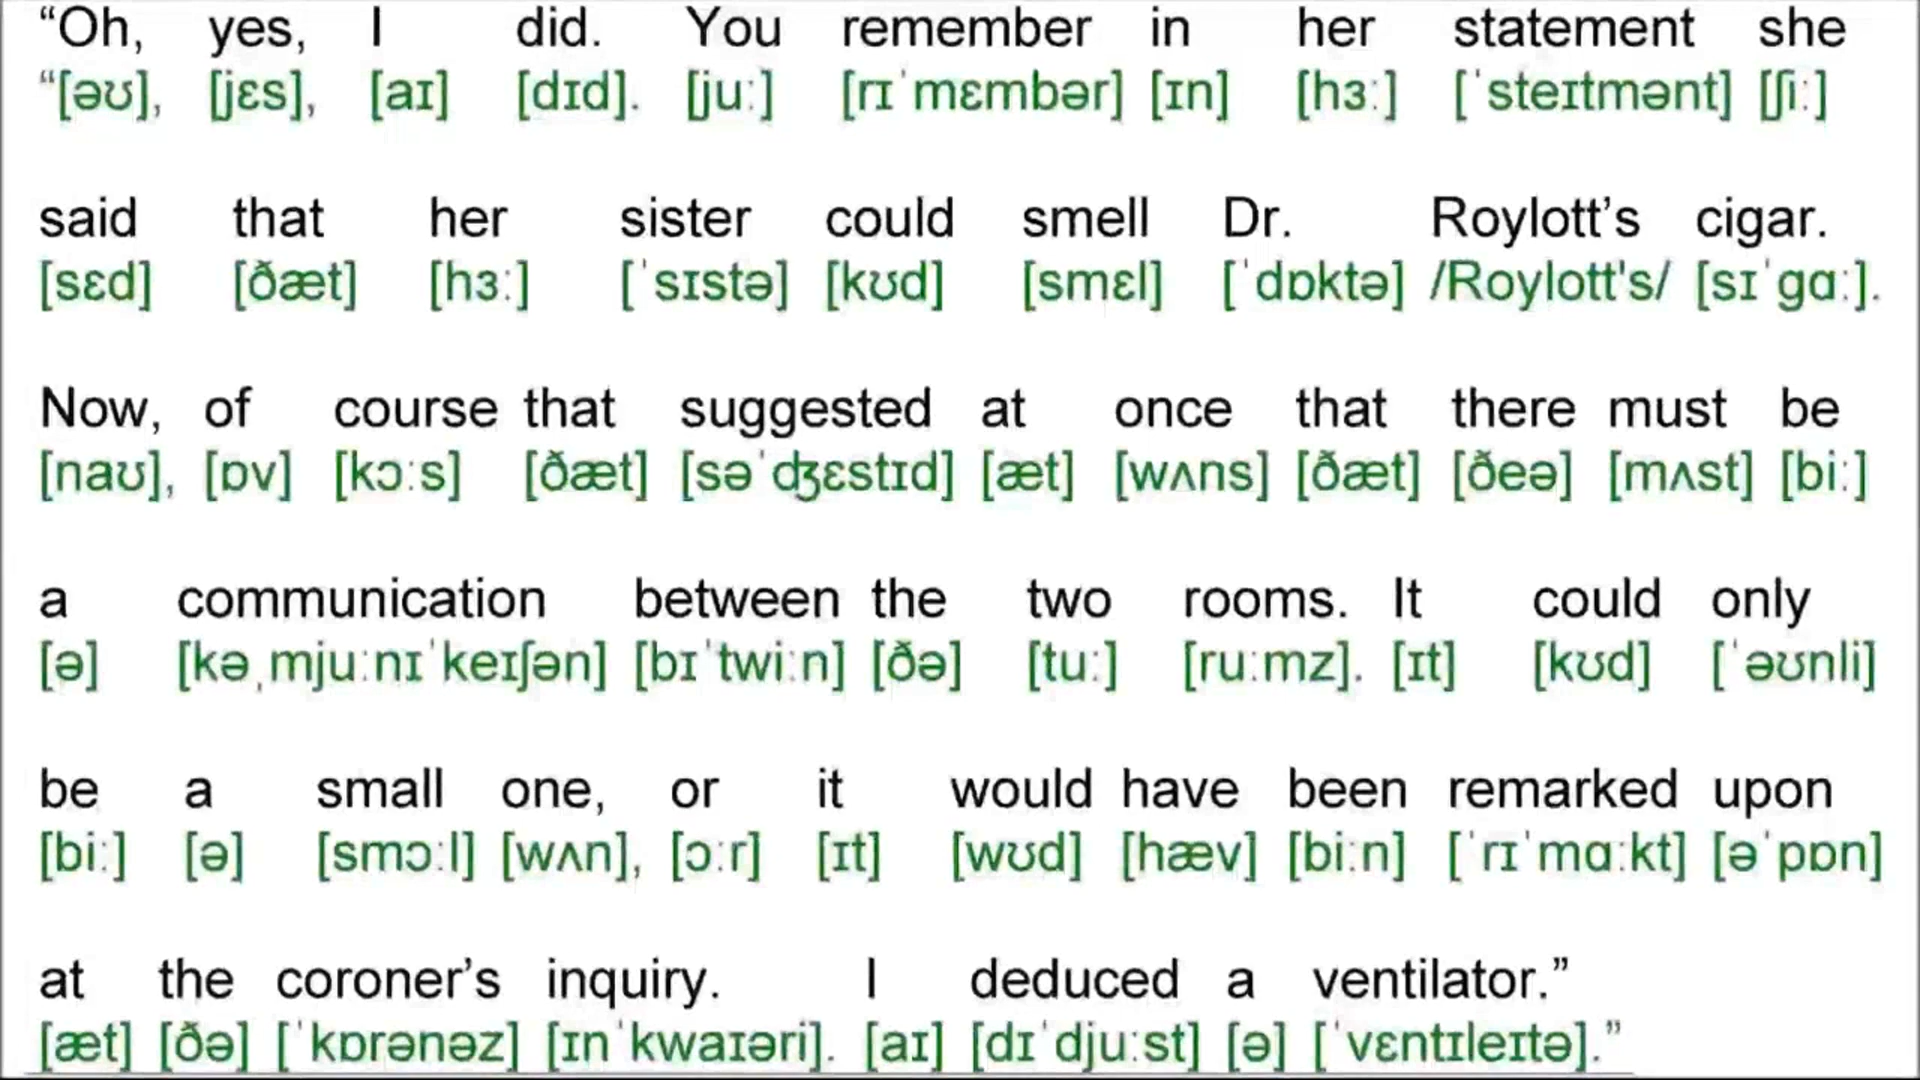 “Oh, yes, I did. You remember in her statement she
“[əʊ], [jɛs], [aɪ] [dɪd]. [juː] [rɪˈmɛmbər] [ɪn] [hɜː] [ˈsteɪtmənt] [ʃiː]
said that her sister could smell Dr. Roylott’s cigar.
[sɛd] [ðæt] [hɜː] [ˈsɪstə] [kʊd] [smɛl] [ˈdɒktə] /Roylott's/ [sɪˈgɑː].
Now, of course that suggested at once that there must be
[naʊ], [ɒv] [kɔːs] [ðæt] [səˈʤɛstɪd] [æt] [wʌns] [ðæt] [ðeə] [mʌst] [biː]
a communication between the two rooms. It could only
[ə] [kəˌmjuːnɪˈkeɪʃən] [bɪˈtwiːn] [ðə] [tuː] [ruːmz]. [ɪt] [kʊd] [ˈəʊnli]
be a small one, or it would have been remarked upon
[biː] [ə] [smɔːl] [wʌn], [ɔːr] [ɪt] [wʊd] [hæv] [biːn] [ˈrɪˈmɑːkt] [əˈpɒn]
at the coroner’s inquiry. I deduced a ventilator.”
[æt] [ðə] [ˈkɒrənəz] [ɪnˈkwaɪəri]. [aɪ] [dɪˈdjuːst] [ə] [ˈvɛntɪleɪtə].”